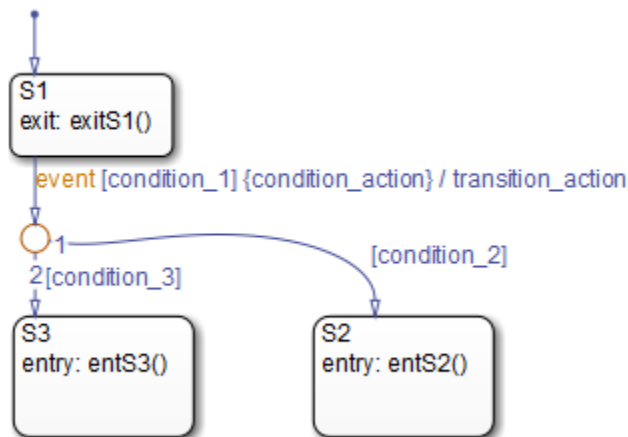 S1
exit: exitS1()
event [condition_1] {condition_action} / transition_action
1
[condition_2]
2 [condition_3]
S3
entry: entS3()
S2
entry: entS2()